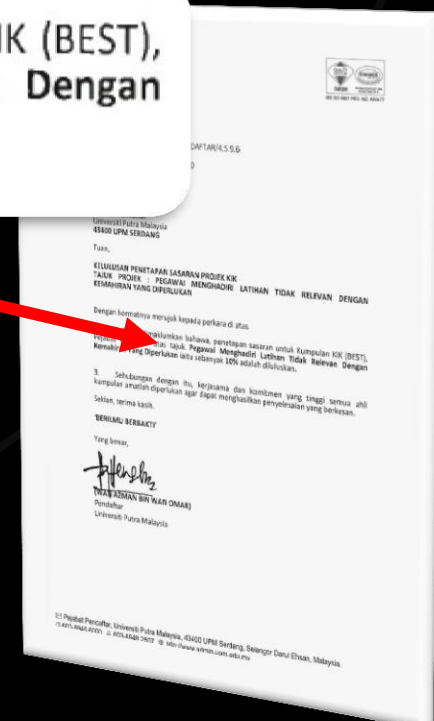 IK (BEST),
Dengan
DAFTAR/4.5.9.6
Universiti Putra Malaysia
43400 UPM SERDANG
Tuan,
KELULUSAN PENETAPAN SASARAN PROJEK KIK
TAJUK PROJEK : PEGAWAI MENGHADIRI LATIHAN TIDAK RELEVAN DENGAN
KEMAHIRAN YANG DIPERLUKAN
Dengan hormatnya merujuk kepada perkara di atas.
dimaklumkan bahawa, penetapan sasaran untuk Kumpulan KIK (BEST),
Pejabat atas tajuk Pegawai Menghadiri Latihan Tidak Relevan Dengan
Kemahiran Yang Diperlukan iaitu sebanyak 10% adalah diluluskan.
3. Sehubungan dengan itu, kerjasama dan komitmen yang tinggi semua ahli
kumpulan amatlah diperlukan agar dapat menghasilkan penyelesaian yang berkesan.
Sekian, terima kasih.
'BERILMU BERBAKTI'
Yang benar,
(WAN AZMAN BIN WAN OMAR)
Pendaftar
Universiti Putra Malaysia
Pejabat Pendaftar, Universiti Putra Malaysia, 43400 UPM Serdang, Selangor Darul Ehsan, Malaysia.